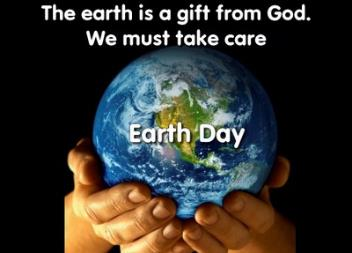 The earth is a gift from God.
We must take care
Earth Day